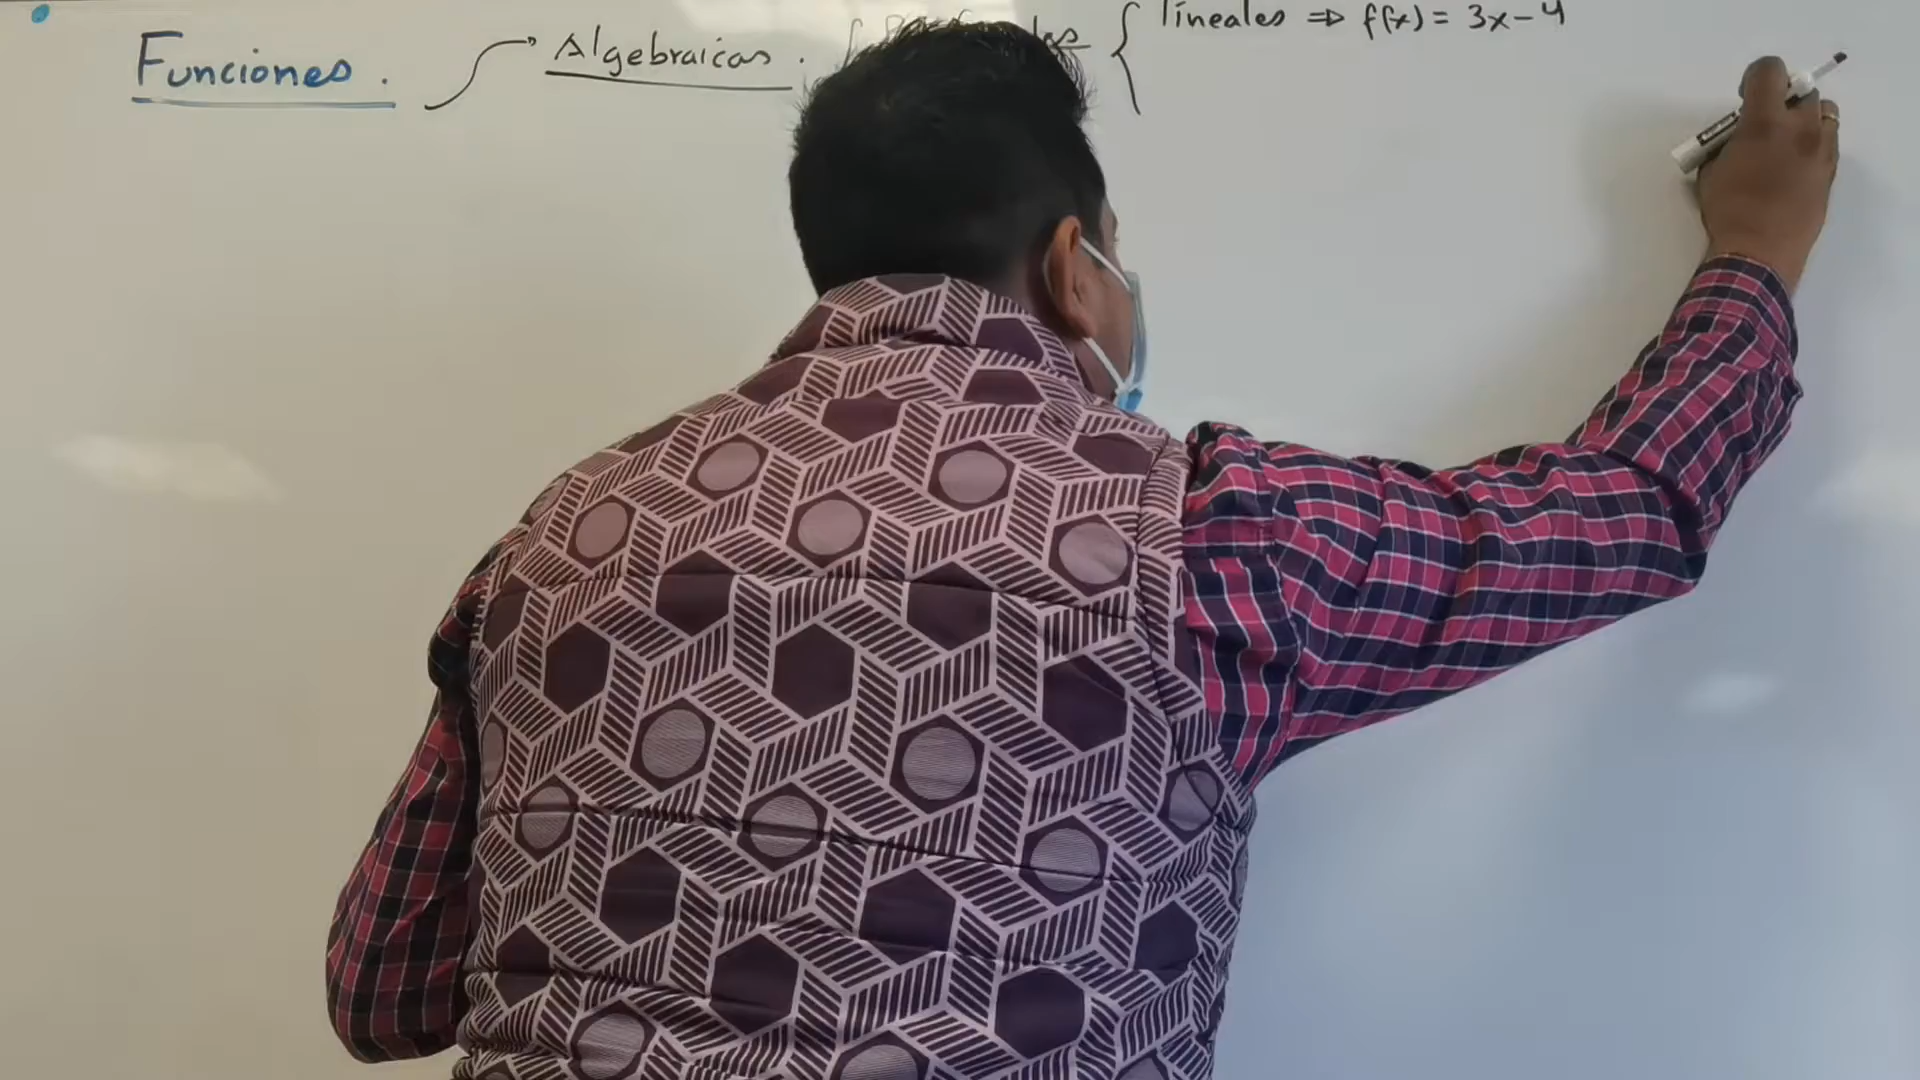 Funciones. Algebraicas. { lineales ⇒ f(x) = 3x-4